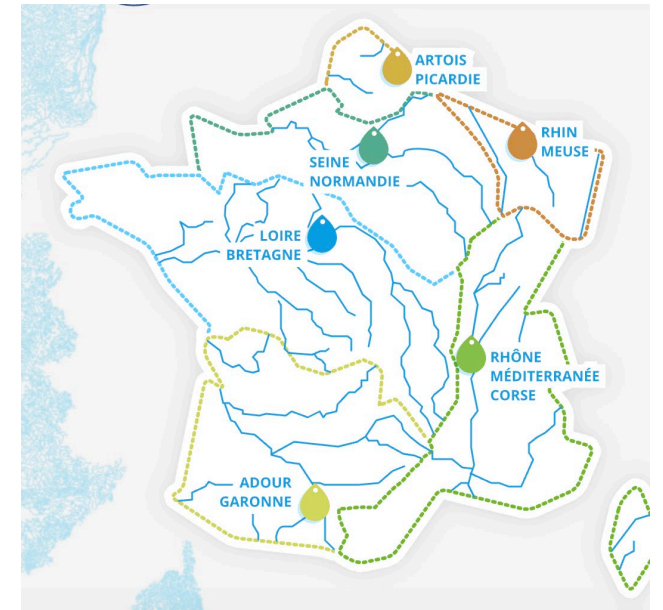 ARTOIS
PICARDIE
RHIN
MEUSE
SEINE
NORMANDIE
LOIRE
BRETAGNE
RHÔNE
MÉDITERRANÉE
CORSE
ADOUR
GARONNE